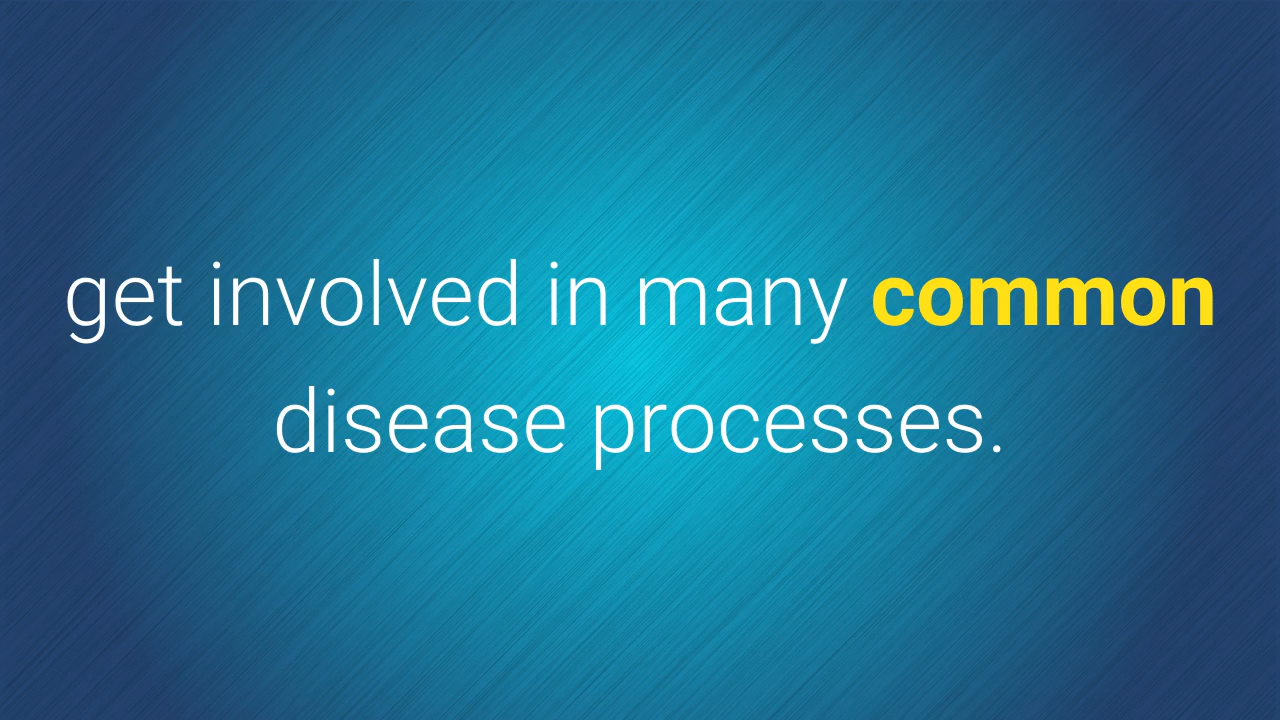 get involved in many common
disease processes.